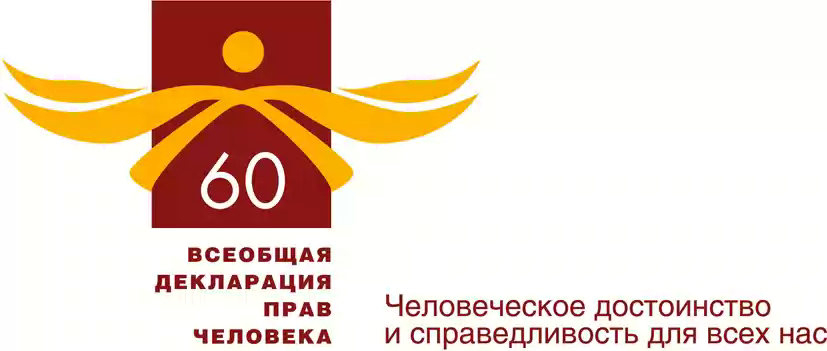 60
ВСЕОБЩАЯ
ДЕКЛАРАЦИЯ
ПРАВ
ЧЕЛОВЕКА
Человеческое достоинство
и справедливость для всех нас